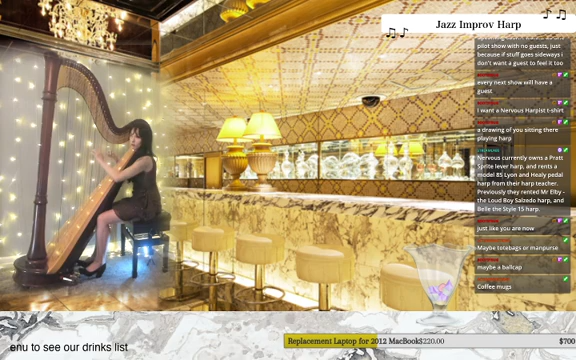 Jazz Improv Harp
pilot show with no guests, just
because if stuff goes sideways i
don't want a guest to feel it too
every next show will have a
guest
I want a Nervous Harpist t-shirt
a drawing of you sitting there
playing harp
Nervous currently owns a Pratt
Sprite lever harp, and rents a
model 85 Lyon and Healy pedal
harp from their harp teacher.
Previously they rented Mr Elby -
the Loud Boy Salzedo harp, and
Belle the Style 15 harp.
just like you are now
Maybe totebags or manpurse
maybe a ballcap
Coffee mugs
enu to see our drinks list
Replacement Laptop for 2012 MacBook $220.00 $700